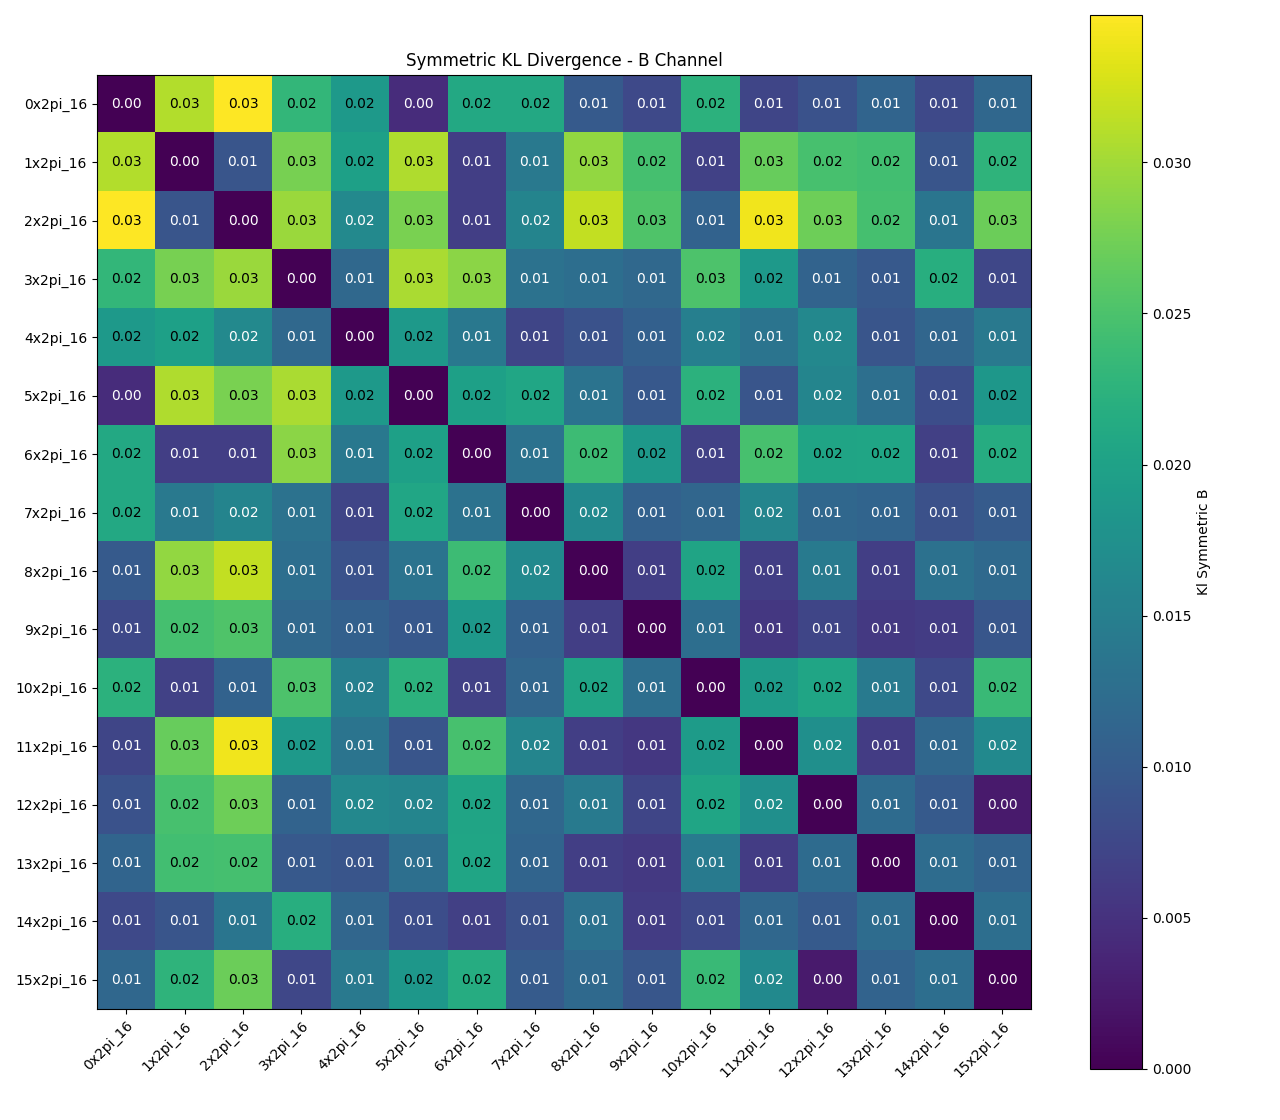 Symmetric KL Divergence - B Channel
0x2pi_16 0.00 0.03 0.03 0.02 0.02 0.00 0.02 0.02 0.01 0.01 0.02 0.01 0.01 0.01 0.01 0.01
1x2pi_16 0.03 0.00 0.01 0.03 0.02 0.03 0.01 0.01 0.03 0.02 0.01 0.03 0.02 0.02 0.01 0.02
2x2pi_16 0.03 0.01 0.00 0.03 0.02 0.03 0.01 0.02 0.03 0.03 0.01 0.03 0.03 0.02 0.01 0.03
3x2pi_16 0.02 0.03 0.03 0.00 0.01 0.03 0.03 0.01 0.01 0.01 0.03 0.02 0.01 0.01 0.02 0.01
4x2pi_16 0.02 0.02 0.02 0.01 0.00 0.02 0.01 0.01 0.01 0.01 0.02 0.01 0.02 0.01 0.01 0.01
5x2pi_16 0.00 0.03 0.03 0.03 0.02 0.00 0.02 0.02 0.01 0.01 0.02 0.01 0.02 0.01 0.01 0.02
6x2pi_16 0.02 0.01 0.01 0.03 0.01 0.02 0.00 0.01 0.02 0.02 0.01 0.02 0.02 0.02 0.01 0.02
7x2pi_16 0.02 0.01 0.02 0.01 0.01 0.02 0.01 0.00 0.02 0.01 0.01 0.02 0.01 0.01 0.01 0.01
8x2pi_16 0.01 0.03 0.03 0.01 0.01 0.01 0.02 0.02 0.00 0.01 0.02 0.01 0.01 0.01 0.01 0.01
9x2pi_16 0.01 0.02 0.03 0.01 0.01 0.01 0.02 0.01 0.01 0.00 0.01 0.01 0.01 0.01 0.01 0.01
10x2pi_16 0.02 0.01 0.01 0.03 0.02 0.02 0.01 0.01 0.02 0.01 0.00 0.02 0.02 0.01 0.01 0.02
11x2pi_16 0.01 0.03 0.03 0.02 0.01 0.01 0.02 0.02 0.01 0.01 0.02 0.00 0.02 0.01 0.01 0.02
12x2pi_16 0.01 0.02 0.03 0.01 0.02 0.02 0.02 0.01 0.01 0.01 0.02 0.02 0.00 0.01 0.01 0.00
13x2pi_16 0.01 0.02 0.02 0.01 0.01 0.01 0.02 0.01 0.01 0.01 0.01 0.01 0.01 0.00 0.01 0.01
14x2pi_16 0.01 0.01 0.01 0.02 0.01 0.01 0.01 0.01 0.01 0.01 0.01 0.01 0.01 0.01 0.00 0.01
15x2pi_16 0.01 0.02 0.03 0.01 0.01 0.02 0.02 0.01 0.01 0.01 0.02 0.02 0.00 0.01 0.01 0.00
0x2pi_16 1x2pi_16 2x2pi_16 3x2pi_16 4x2pi_16 5x2pi_16 6x2pi_16 7x2pi_16 8x2pi_16 9x2pi_16 10x2pi_16 11x2pi_16 12x2pi_16 13x2pi_16 14x2pi_16 15x2pi_16
0.030
0.025
0.020
0.015
0.010
0.005
0.000
Kl Symmetric B